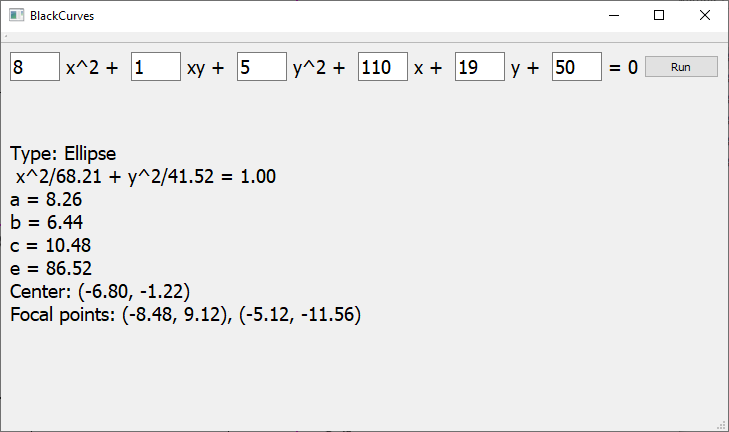 BlackCurves
8 x^2 + 1 xy + 5 y^2 + 110 x + 19 y + 50 = 0 Run
Type: Ellipse
x^2/68.21 + y^2/41.52 = 1.00
a = 8.26
b = 6.44
c = 10.48
e = 86.52
Center: (-6.80, -1.22)
Focal points: (-8.48, 9.12), (-5.12, -11.56)